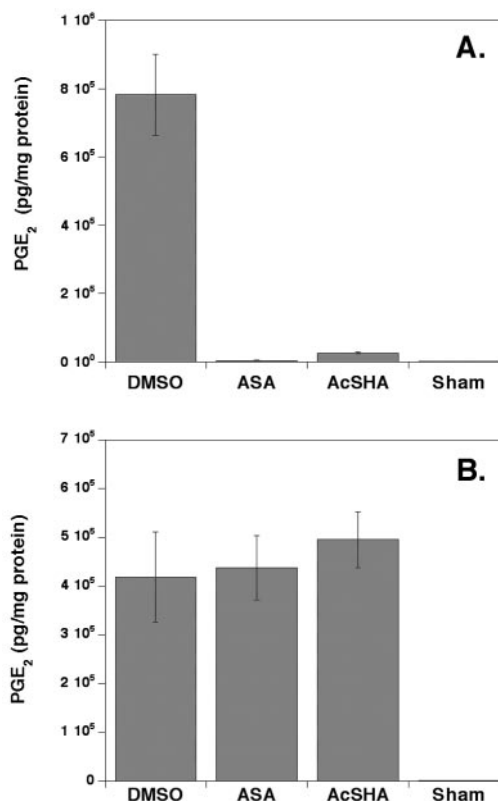 A.
PGE₂ (pg/mg protein)
1 10⁶
8 10⁵
6 10⁵
4 10⁵
2 10⁵
0 10⁰
DMSO ASA AcSHA Sham
B.
PGE₂ (pg/mg protein)
7 10⁵
6 10⁵
5 10⁵
4 10⁵
3 10⁵
2 10⁵
1 10⁵
0
DMSO ASA AcSHA Sham